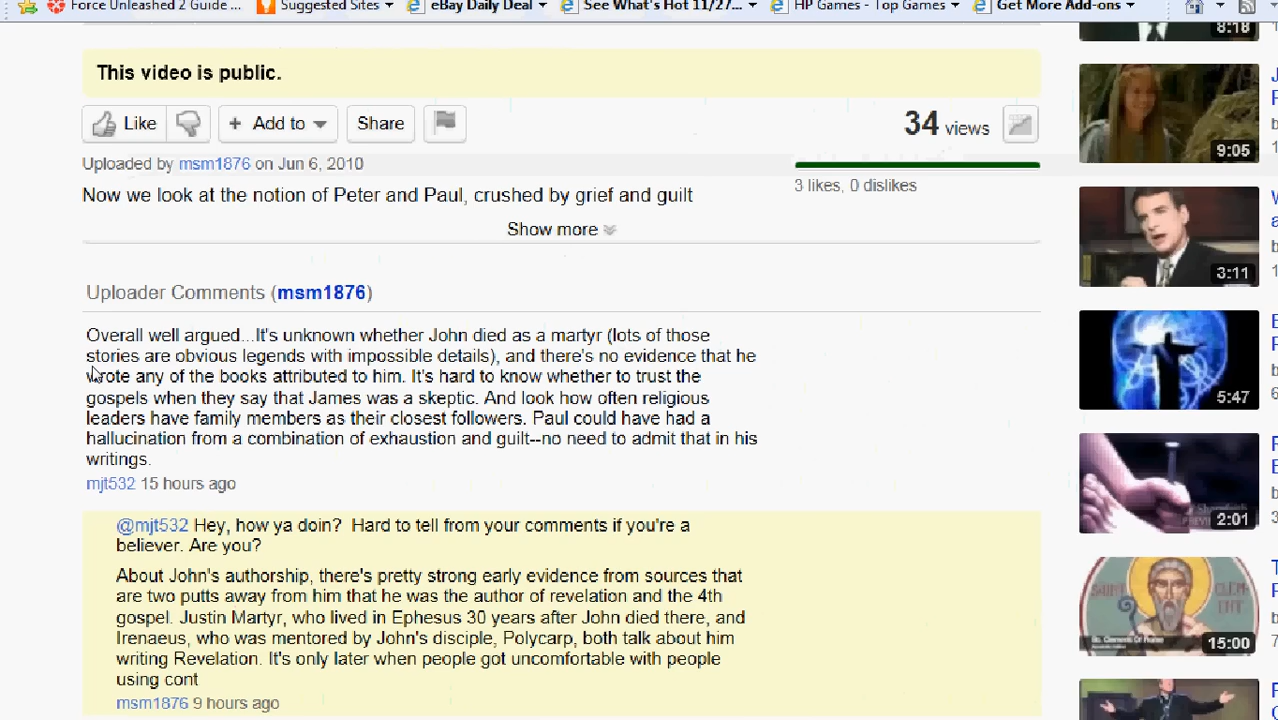 Force Unleashed 2 Guide ...
Suggested Sites
eBay Daily Deal
See What's Hot 11/27...
HP Games - Top Games
Get More Add-ons
8:18
This video is public.
Like
+ Add to
Share
34 views
Uploaded by msm1876 on Jun 6, 2010
3 likes, 0 dislikes
Now we look at the notion of Peter and Paul, crushed by grief and guilt
Show more
Uploader Comments (msm1876)
Overall well argued...It's unknown whether John died as a martyr (lots of those
stories are obvious legends with impossible details), and there's no evidence that he
wrote any of the books attributed to him. It's hard to know whether to trust the
gospels when they say that James was a skeptic. And look how often religious
leaders have family members as their closest followers. Paul could have had a
hallucination from a combination of exhaustion and guilt--no need to admit that in his
writings.
mjt532 15 hours ago
@mjt532 Hey, how ya doin? Hard to tell from your comments if you're a
believer. Are you?
About John's authorship, there's pretty strong early evidence from sources that
are two putts away from him that he was the author of revelation and the 4th
gospel. Justin Martyr, who lived in Ephesus 30 years after John died there, and
Irenaeus, who was mentored by John's disciple, Polycarp, both talk about him
writing Revelation. It's only later when people got uncomfortable with people
using cont
msm1876 9 hours ago
9:05
3:11
5:47
2:01
15:00